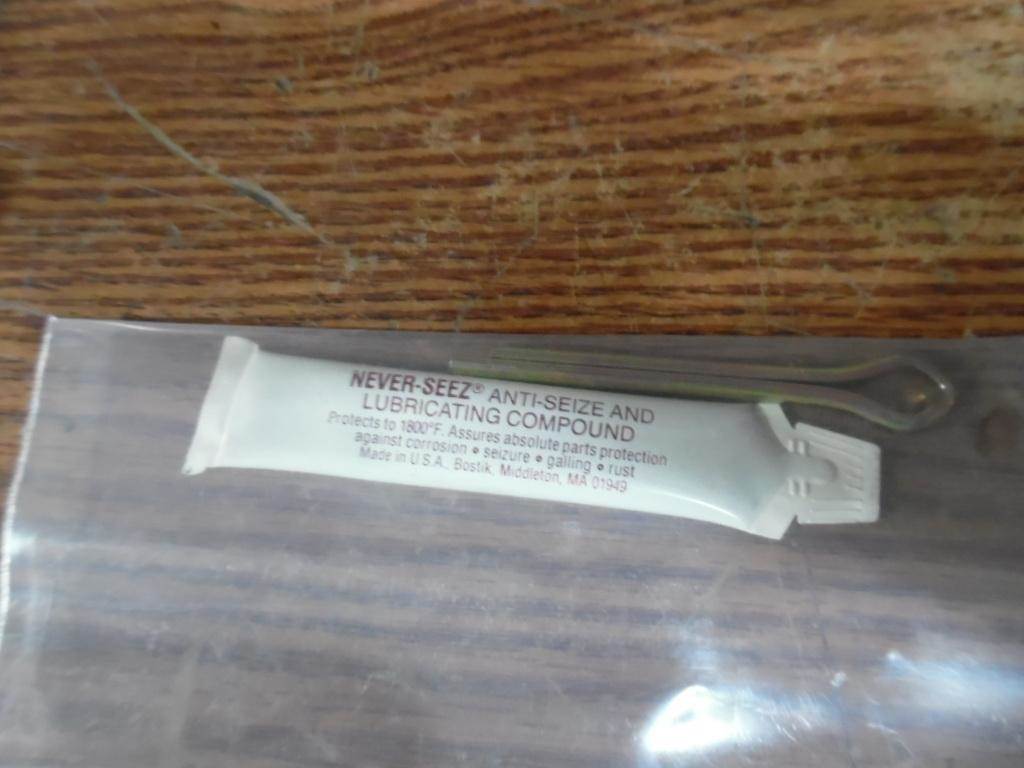 NEVER-SEEZ® ANTI-SEIZE AND
LUBRICATING COMPOUND
Protects to 1800°F. Assures absolute parts protection
against corrosion • seizure • galling • rust
Made in U.S.A., Bostik, Middleton, MA 01949